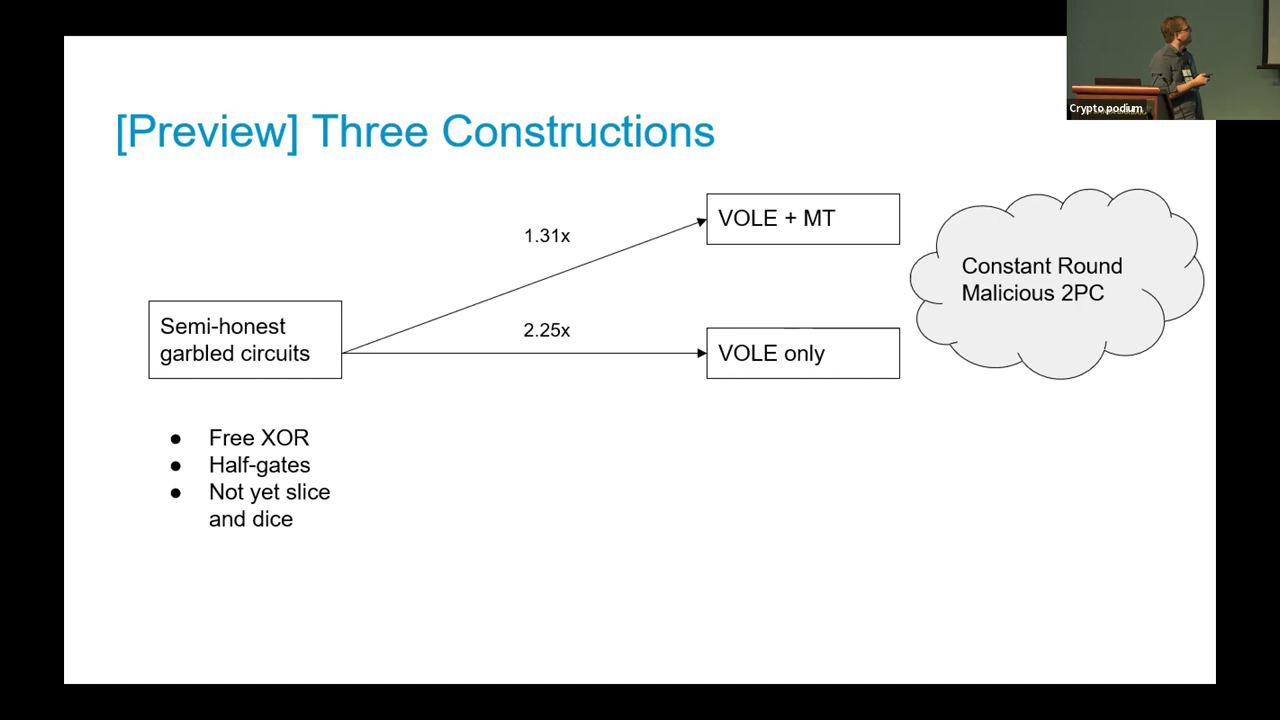 [Preview] Three Constructions
Crypto podium
VOLE + MT
1.31x
Constant Round
Malicious 2PC
Semi-honest
garbled circuits
2.25x
VOLE only
● Free XOR
● Half-gates
● Not yet slice
and dice